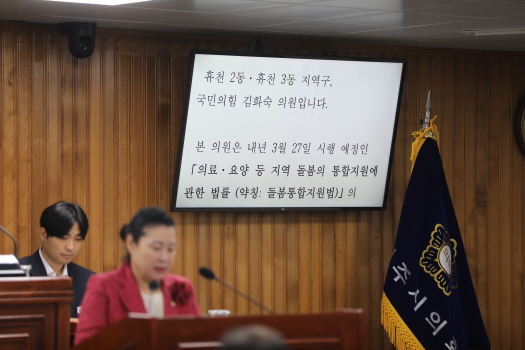 휴천 2동·휴천 3동 지역구,
국민의힘 김화숙 의원입니다.
본 의원은 내년 3월 27일 시행 예정인
「의료·요양 등 지역 돌봄의 통합지원에
관한 법률 (약칭: 돌봄통합지원법)」의
주시의회